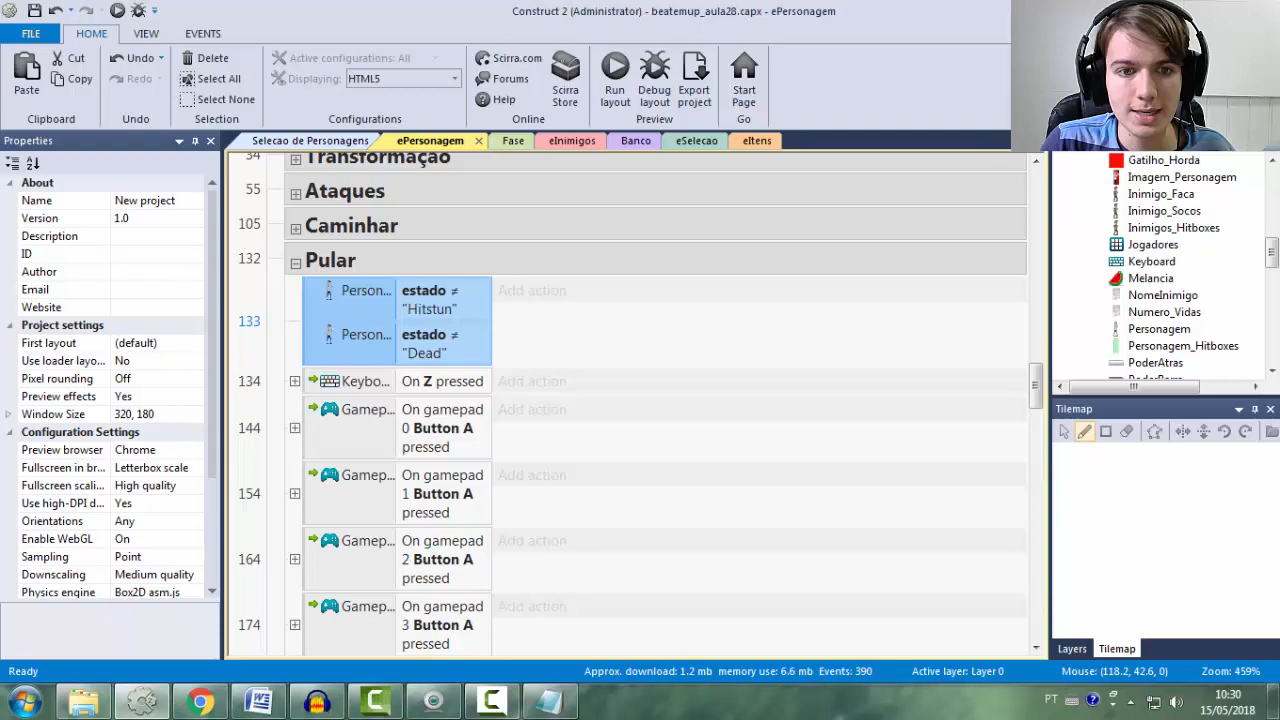 Construct 2 (Administrator) - beatemup_aula28.capx - ePersonagem
FILE HOME VIEW EVENTS
Paste Cut Copy Undo Redo Delete Select All Select None Active configurations: All Displaying: HTML5 Scirra.com Forums Help Scirra Store Run layout Debug layout Export project Start Page
Clipboard Undo Selection Configurations Online Preview Go
Properties
Selecao de Personagens ePersonagem Fase eInimigos Banco eSelecao eItens
About
Name New project
Version 1.0
Description
ID
Author
Email
Website
Project settings
First layout (default)
Use loader layo... No
Pixel rounding Off
Preview effects Yes
Window Size 320, 180
Configuration Settings
Preview browser Chrome
Fullscreen in br... Letterbox scale
Fullscreen scali... High quality
Use high-DPI d... Yes
Orientations Any
Enable WebGL On
Sampling Point
Downscaling Medium quality
Physics engine Box2D asm.js
34 Transformação
55 Ataques
105 Caminhar
132 Pular
133 Person... estado ≠ "Hitstun" Add action
Person... estado ≠ "Dead"
134 Keybo... On Z pressed Add action
144 Gamep... On gamepad 0 Button A pressed Add action
154 Gamep... On gamepad 1 Button A pressed Add action
164 Gamep... On gamepad 2 Button A pressed Add action
174 Gamep... On gamepad 3 Button A pressed Add action
Gatilho_Horda
Imagem_Personagem
Inimigo_Faca
Inimigo_Socos
Inimigos_Hitboxes
Jogadores
Keyboard
Melancia
NomeInimigo
Numero_Vidas
Personagem
Personagem_Hitboxes
PoderAtras
Tilemap
Layers Tilemap
Ready Approx. download: 1.2 mb memory use: 6.6 mb Events: 390 Active layer: Layer 0 Mouse: (118.2, 42.6, 0) Zoom: 459%
PT 10:30
15/05/2018